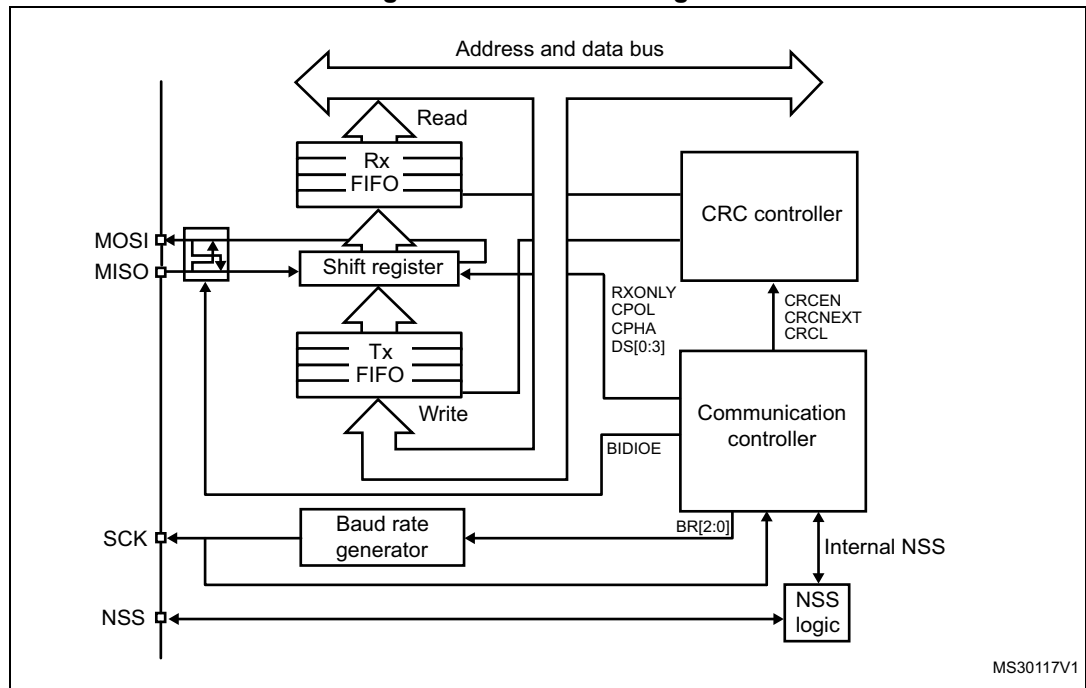 Address and data bus
Read
Rx
FIFO
CRC controller
MOSI
MISO
Shift register
RXONLY
CPOL
CPHA
DS[0:3]
CRCEN
CRCNEXT
CRCL
Tx
FIFO
Write
Communication
controller
BIDIOE
BR[2:0]
SCK
Baud rate
generator
Internal NSS
NSS
NSS
logic
MS30117V1